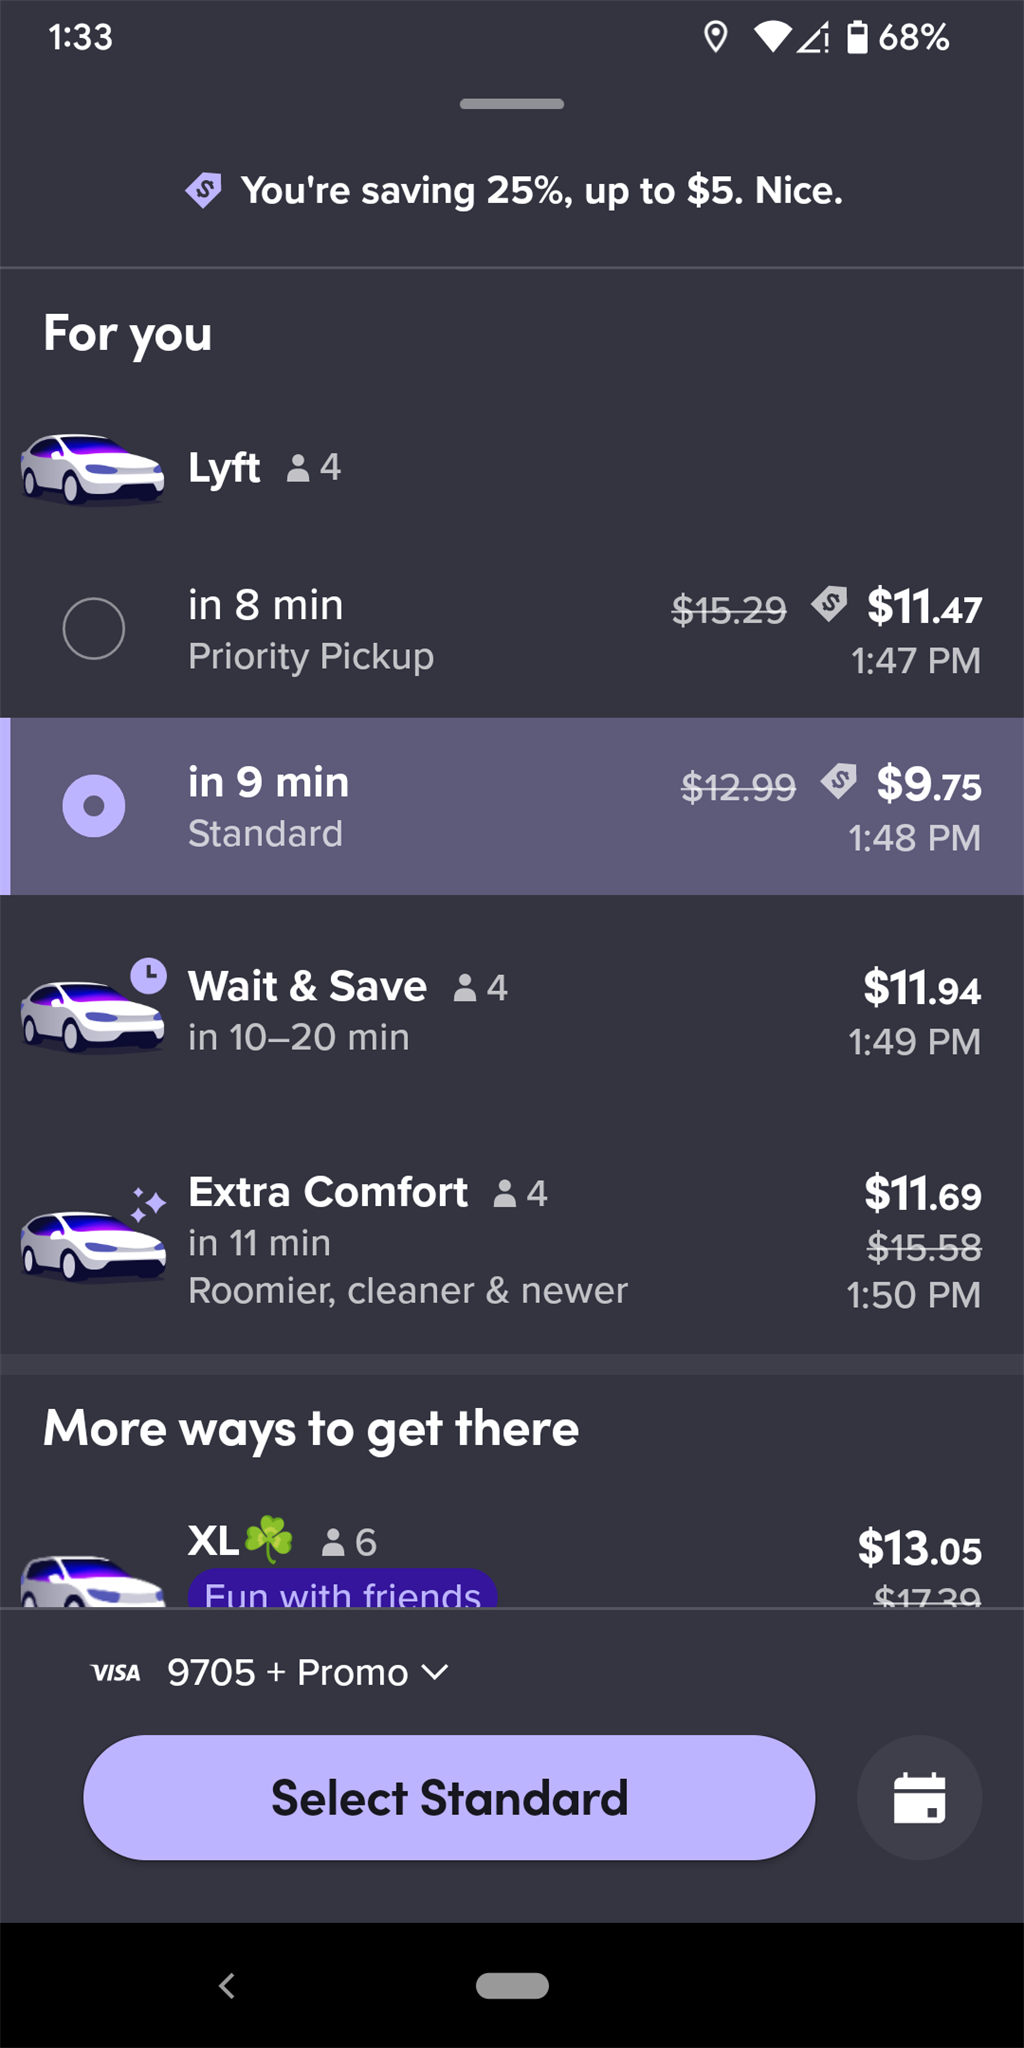 1:33
68%
You're saving 25%, up to $5. Nice.
For you
Lyft 4
in 8 min $15.29 $11.47
Priority Pickup 1:47 PM
in 9 min $12.99 $9.75
Standard 1:48 PM
Wait & Save 4 $11.94
in 10–20 min 1:49 PM
Extra Comfort 4 $11.69
in 11 min $15.58
Roomier, cleaner & newer 1:50 PM
More ways to get there
XL☘️ 6 $13.05
Fun with friends $17.39
VISA 9705 + Promo
Select Standard